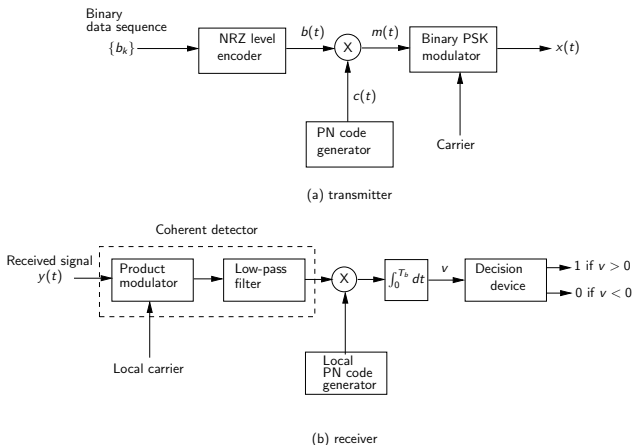 Binary
data sequence
{b_k}
NRZ level
encoder
b(t)
X
m(t)
Binary PSK
modulator
x(t)
c(t)
PN code
generator
Carrier
(a) transmitter
Coherent detector
Received signal
y(t)
Product
modulator
Low-pass
filter
X
∫_0^{T_b} dt
v
Decision
device
1 if v > 0
0 if v < 0
Local carrier
Local
PN code
generator
(b) receiver